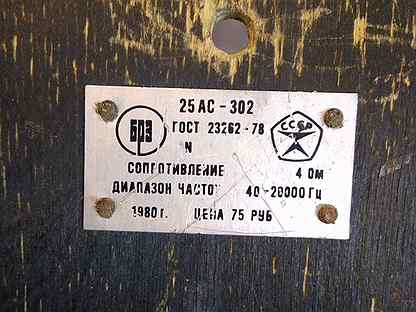 25АС-302
БРЗ ГОСТ 23262-78 СССР
N
СОПРОТИВЛЕНИЕ 4 ОМ
ДИАПАЗОН ЧАСТОТ 40-20000 ГЦ
1980 г. ЦЕНА 75 РУБ